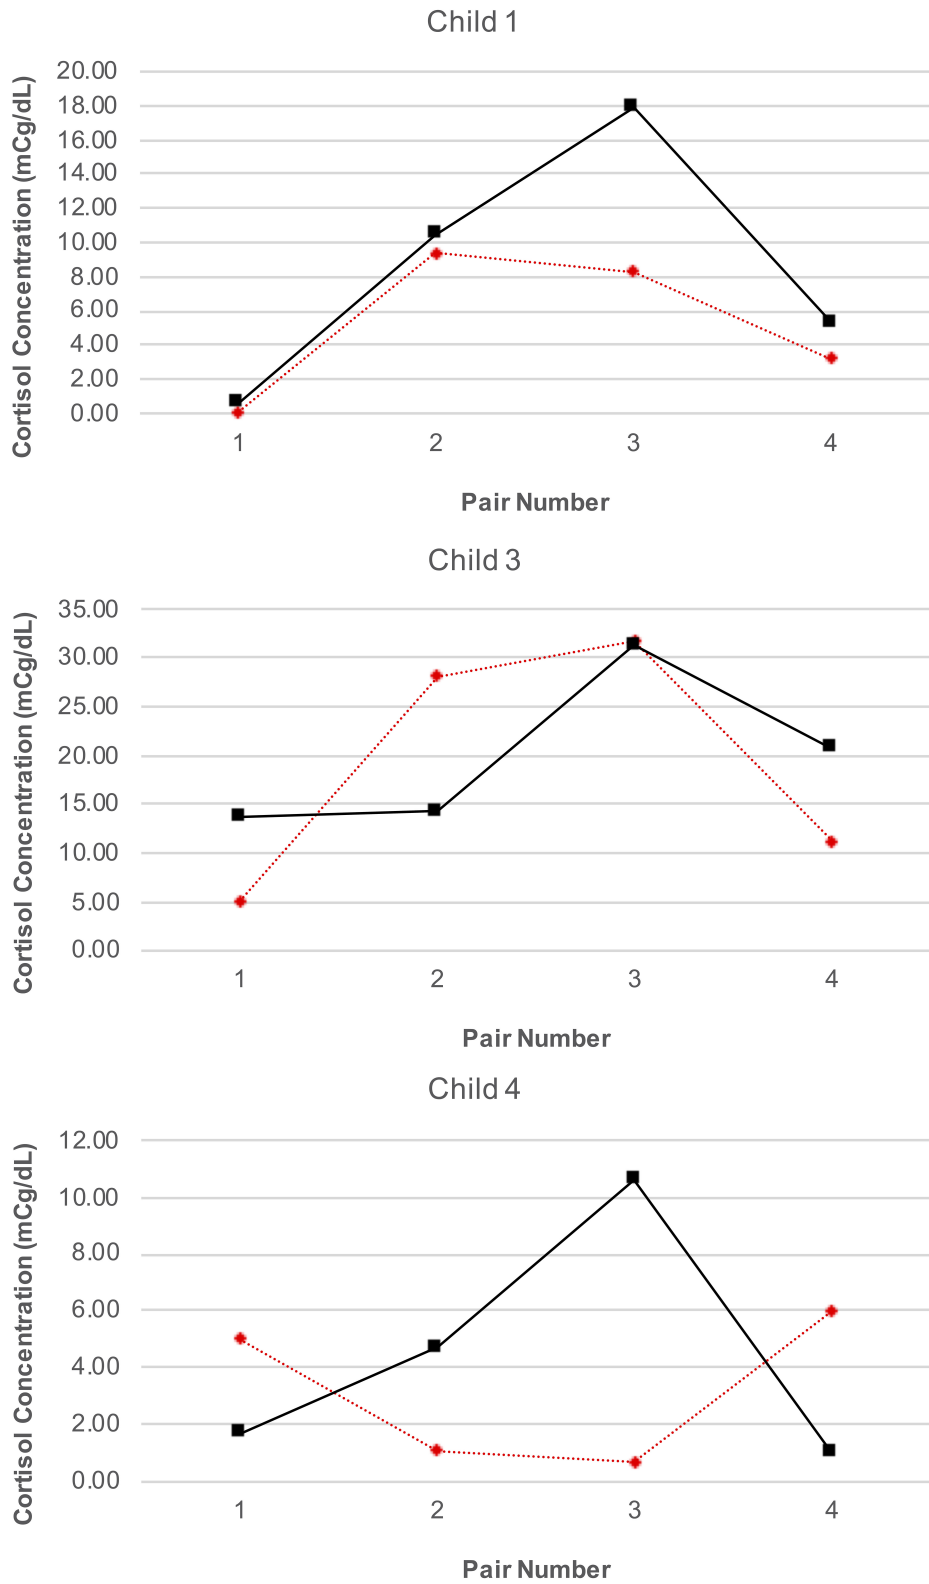 Child 1
Cortisol Concentration (mCg/dL)
20.00
18.00
16.00
14.00
12.00
10.00
8.00
6.00
4.00
2.00
0.00
1 2 3 4
Pair Number
Child 3
Cortisol Concentration (mCg/dL)
35.00
30.00
25.00
20.00
15.00
10.00
5.00
0.00
1 2 3 4
Pair Number
Child 4
Cortisol Concentration (mCg/dL)
12.00
10.00
8.00
6.00
4.00
2.00
0.00
1 2 3 4
Pair Number